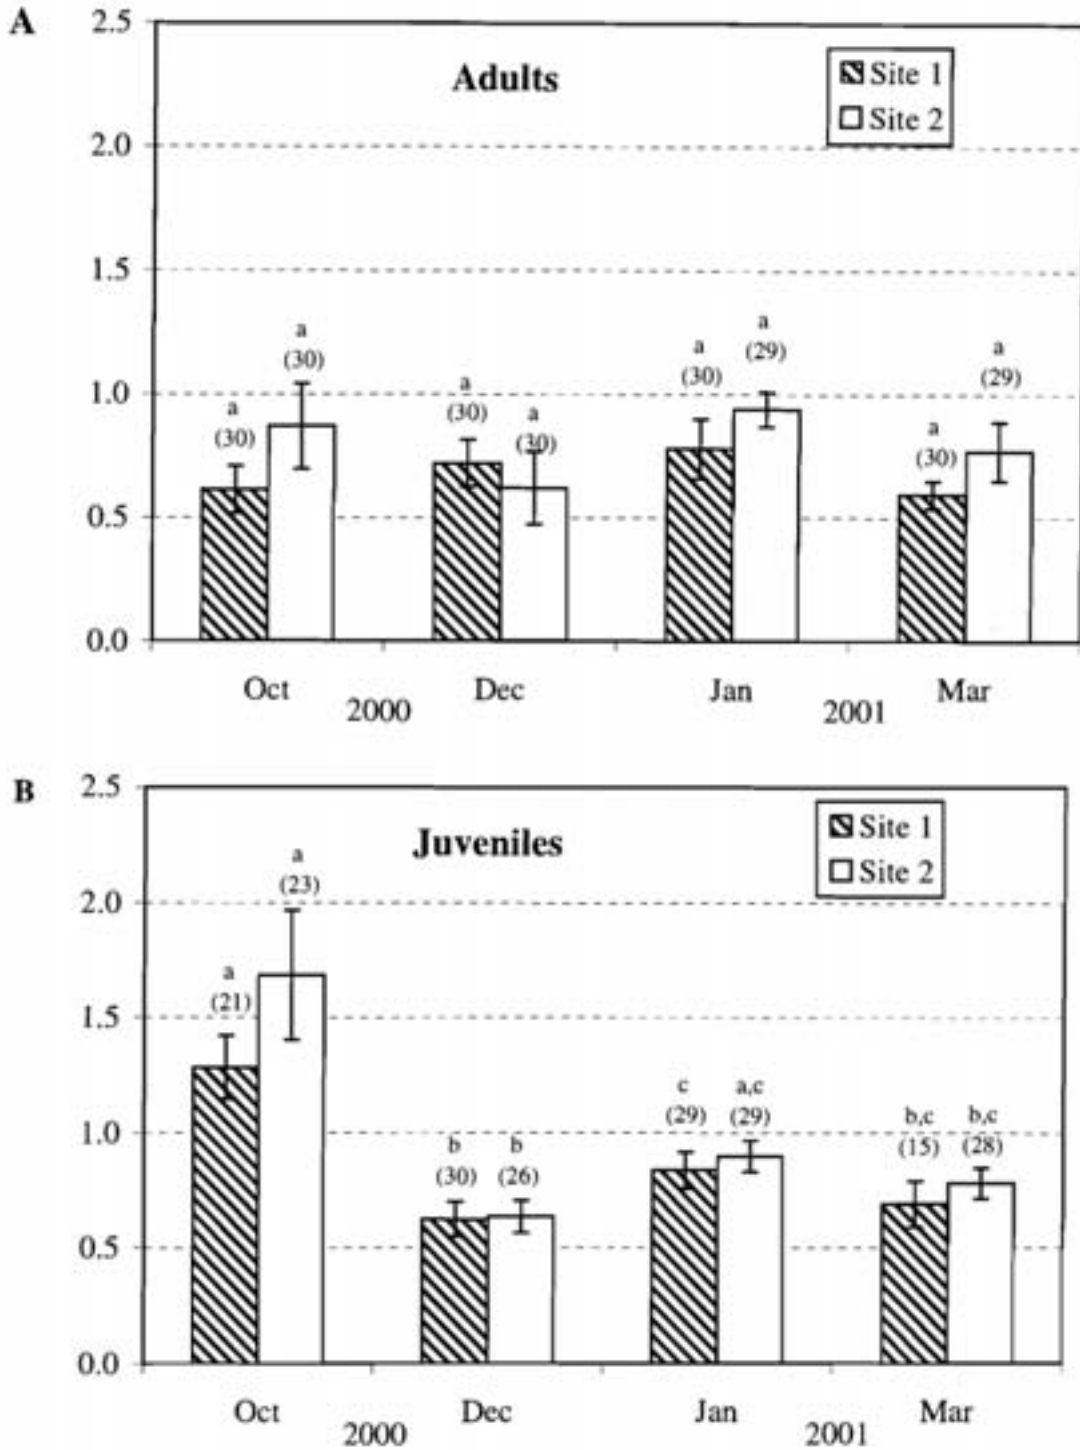 A
2.5
Adults
Site 1
Site 2
2.0
1.5
a
(30)
a
(30)
a
(30)
a
(30)
a
(30)
a
(29)
a
(30)
a
(29)
1.0
0.5
0.0
Oct
Dec
Jan
Mar
2000
2001
B
2.5
Juveniles
Site 1
Site 2
2.0
1.5
a
(21)
a
(23)
b
(30)
b
(26)
c
(29)
a,c
(29)
b,c
(15)
b,c
(28)
1.0
0.5
0.0
Oct
Dec
Jan
Mar
2000
2001